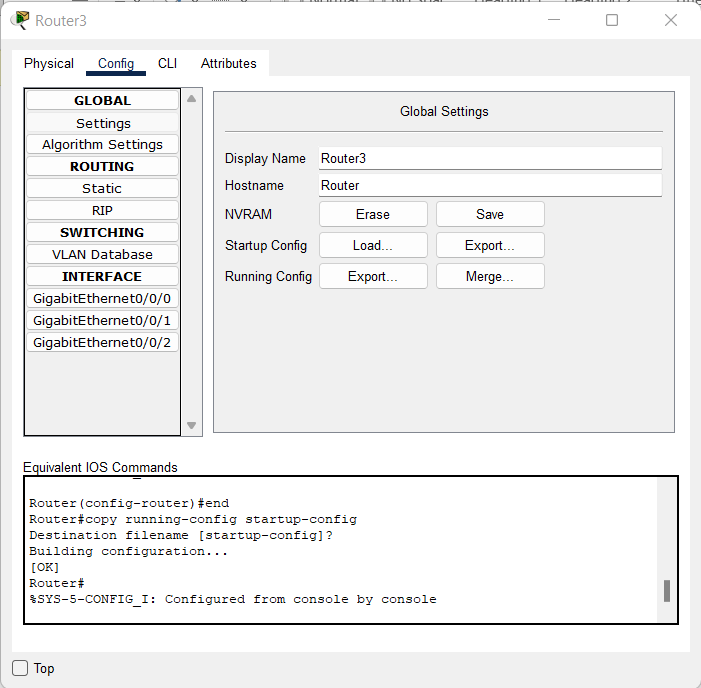 Router3
Physical Config CLI Attributes
GLOBAL
Settings
Algorithm Settings
ROUTING
Static
RIP
SWITCHING
VLAN Database
INTERFACE
GigabitEthernet0/0/0
GigabitEthernet0/0/1
GigabitEthernet0/0/2
Global Settings
Display Name Router3
Hostname Router
NVRAM Erase Save
Startup Config Load... Export...
Running Config Export... Merge...
Equivalent IOS Commands
Router(config-router)#end
Router#copy running-config startup-config
Destination filename [startup-config]?
Building configuration...
[OK]
Router#
%SYS-5-CONFIG_I: Configured from console by console
Top